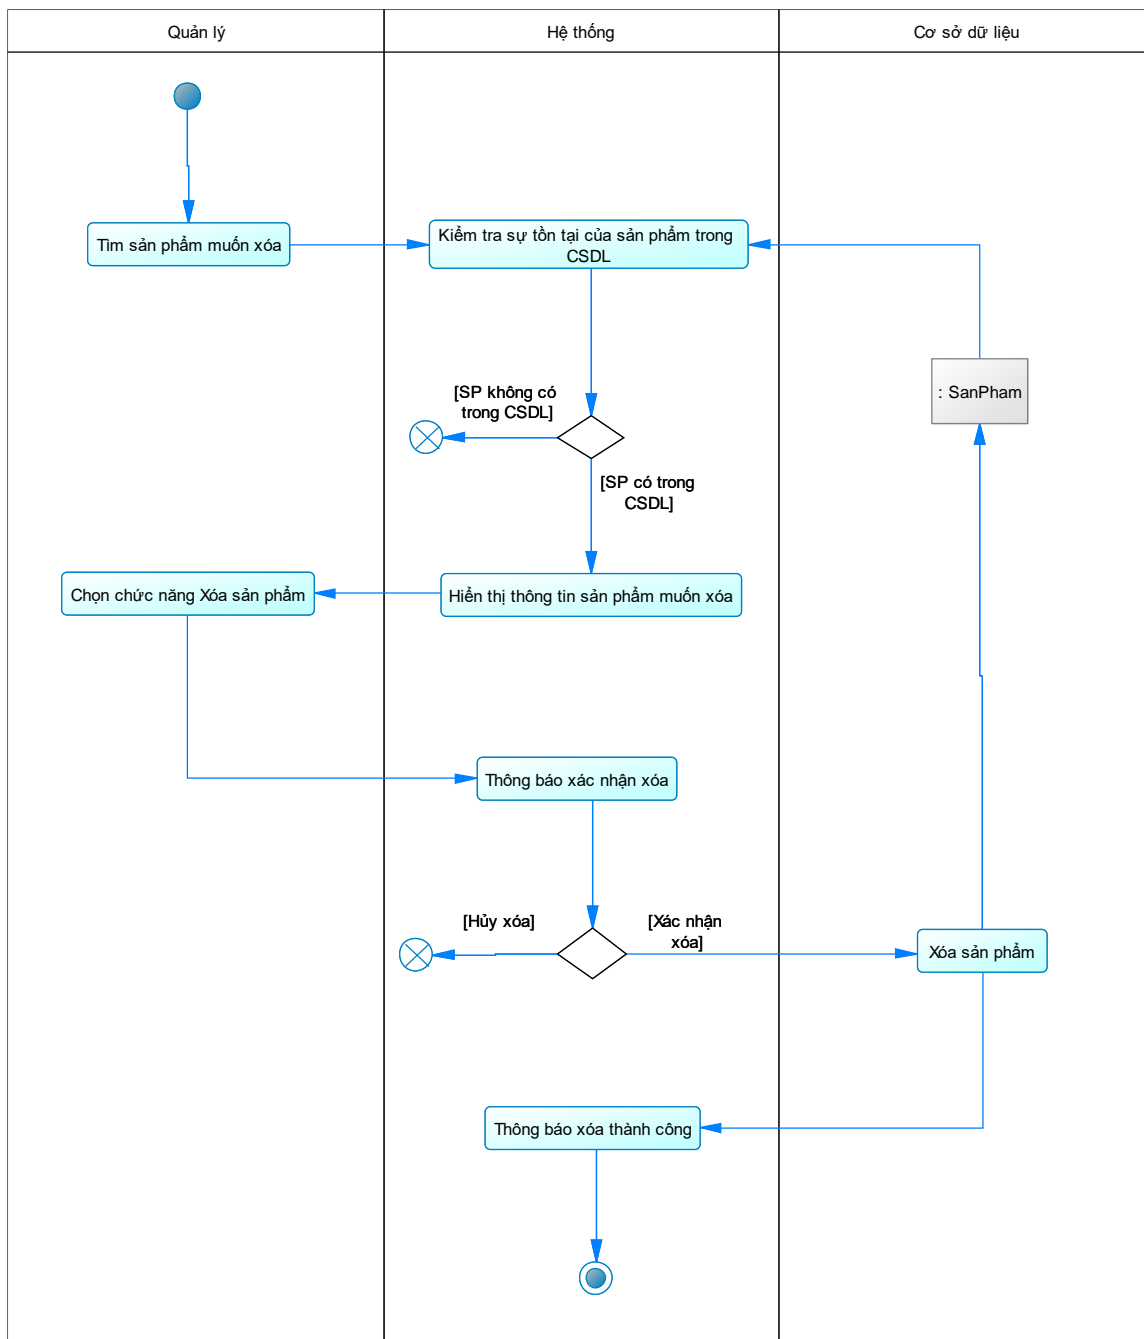 Quản lý
Hệ thống
Cơ sở dữ liệu
Tìm sản phẩm muốn xóa
Kiểm tra sự tồn tại của sản phẩm trong
CSDL
[SP không có
trong CSDL]
: SanPham
[SP có trong
CSDL]
Chọn chức năng Xóa sản phẩm
Hiển thị thông tin sản phẩm muốn xóa
Thông báo xác nhận xóa
[Hủy xóa]
[Xác nhận
xóa]
Xóa sản phẩm
Thông báo xóa thành công